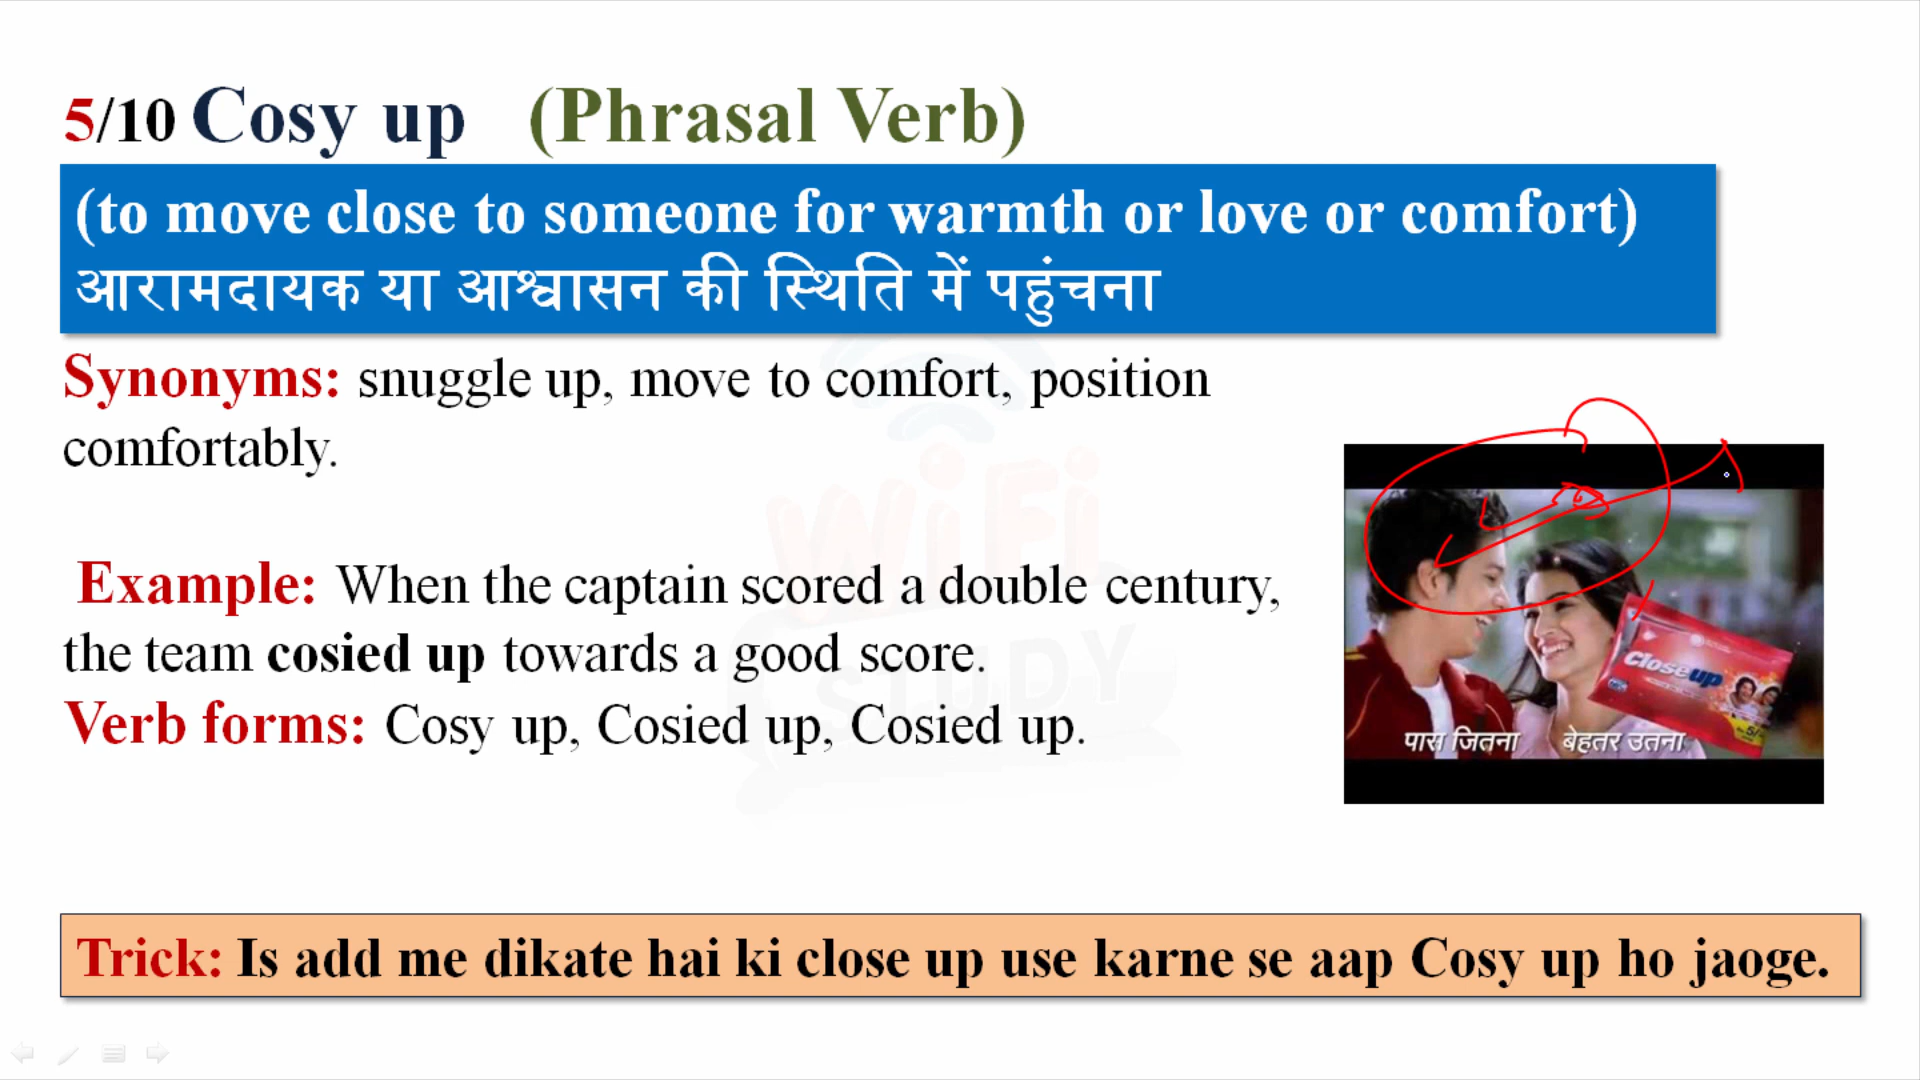 5/10 Cosy up (Phrasal Verb)
(to move close to someone for warmth or love or comfort)
आरामदायक या आश्वासन की स्थिति में पहुंचना
Synonyms: snuggle up, move to comfort, position
comfortably.
WiFi
STUDY
Example: When the captain scored a double century,
the team cosied up towards a good score.
Verb forms: Cosy up, Cosied up, Cosied up.
Closeup
पास जितना बेहतर उतना
Trick: Is add me dikate hai ki close up use karne se aap Cosy up ho jaoge.